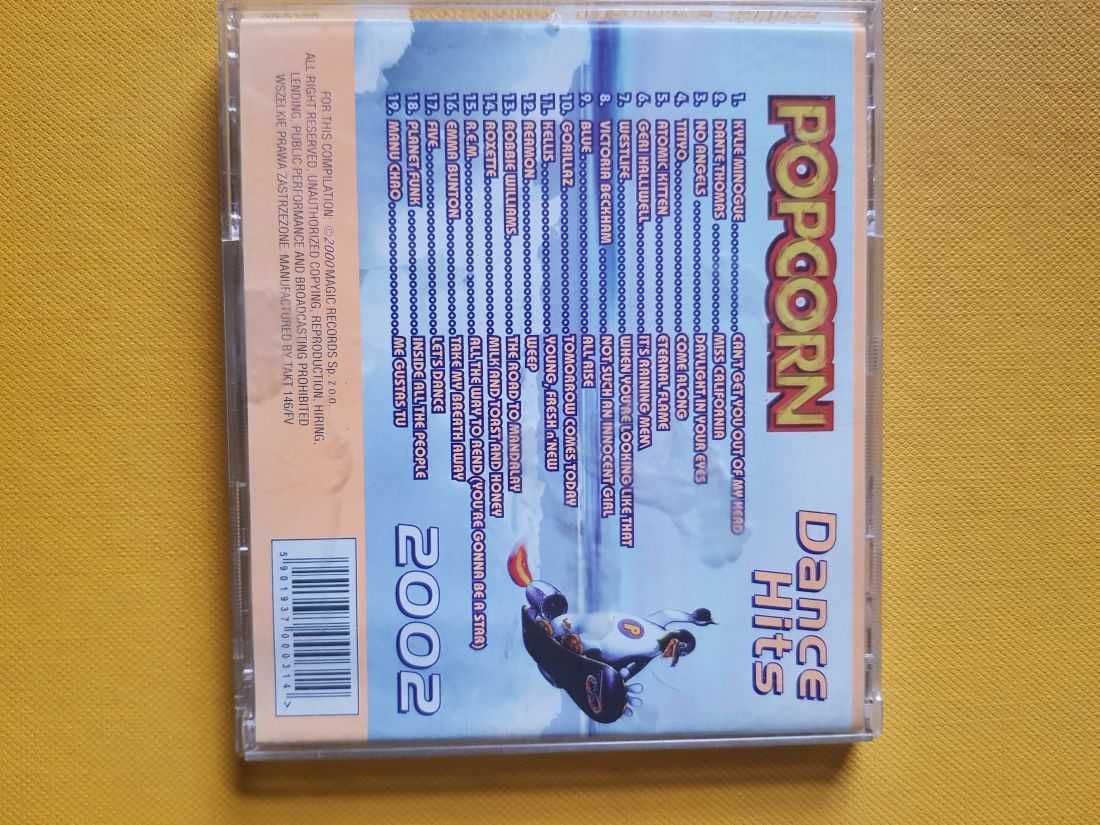 POPCORN
Dance
Hits
1. KYLIE MINOGUE CAN'T GET YOU OUT OF MY HEAD
2. DANTE THOMAS MISS CALIFORNIA
3. NO ANGELS DAYLIGHT IN YOUR EYES
4. TITIYO COME ALONG
5. ATOMIC KITTEN ETERNAL FLAME
6. GERI HALLIWELL IT'S RAINING MEN
7. WESTLIFE WHEN YOU'RE LOOKING LIKE THAT
8. VICTORIA BECKHAM NOT SUCH AN INNOCENT GIRL
9. BLUE ALL RISE
10. GORILLAZ TOMORROW COMES TODAY
11. KELLIS YOUNG, FRESH n'NEW
12. REAMON WEEP
13. ROBBIE WILLIAMS THE ROAD TO MANDALAY
14. ROXETTE MILK AND TOAST AND HONEY
15. R.E.M. ALL THE WAY TO REND (YOU'RE GONNA BE A STAR)
16. EMMA BUNTON TAKE MY BREATH AWAY
17. FIVE LET'S DANCE
18. PLANET FUNK INSIDE ALL THE PEOPLE
19. MANU CHAO ME GUSTAS TU
P
2002
FOR THIS COMPILATION: ©2000 MAGIC RECORDS Sp. z o.o.
ALL RIGHT RESERVED. UNAUTHORIZED COPYING, REPRODUCTION, HIRING,
LENDING, PUBLIC PERFORMANCE AND BROADCASTING PROHIBITED
WSZELKIE PRAWA ZASTRZEZONE. MANUFACTURED BY TAKT 146/FV
5 901937 000314 >